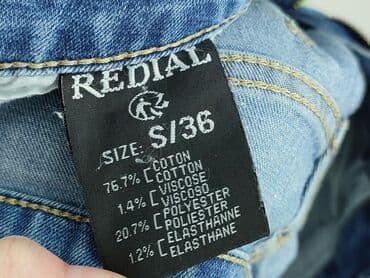 REDIAL
SIZE: S/36
76.7% COTON
COTTON
1.4% VISCOSE
VISCOSO
20.7% POLYESTER
POLIESTER
1.2% ELASTHANNE
ELASTHANE